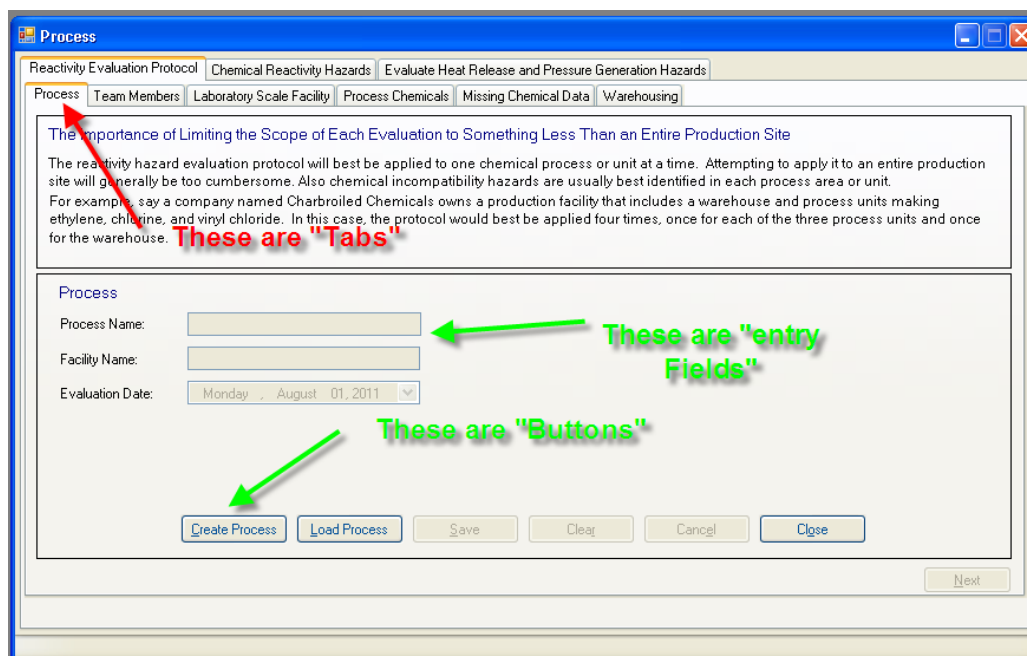 Process
Reactivity Evaluation Protocol Chemical Reactivity Hazards Evaluate Heat Release and Pressure Generation Hazards
Process Team Members Laboratory Scale Facility Process Chemicals Missing Chemical Data Warehousing
The Importance of Limiting the Scope of Each Evaluation to Something Less Than an Entire Production Site
The reactivity hazard evaluation protocol will best be applied to one chemical process or unit at a time. Attempting to apply it to an entire production
site will generally be too cumbersome. Also chemical incompatibility hazards are usually best identified in each process area or unit.
For example, say a company named Charbroiled Chemicals owns a production facility that includes a warehouse and process units making
ethylene, chlorine, and vinyl chloride. In this case, the protocol would best be applied four times, once for each of the three process units and once
for the warehouse.
These are "Tabs"
Process
Process Name:
These are "entry
Fields"
Facility Name:
Evaluation Date: Monday , August 01, 2011
These are "Buttons"
Create Process Load Process Save Clear Cancel Close
Next